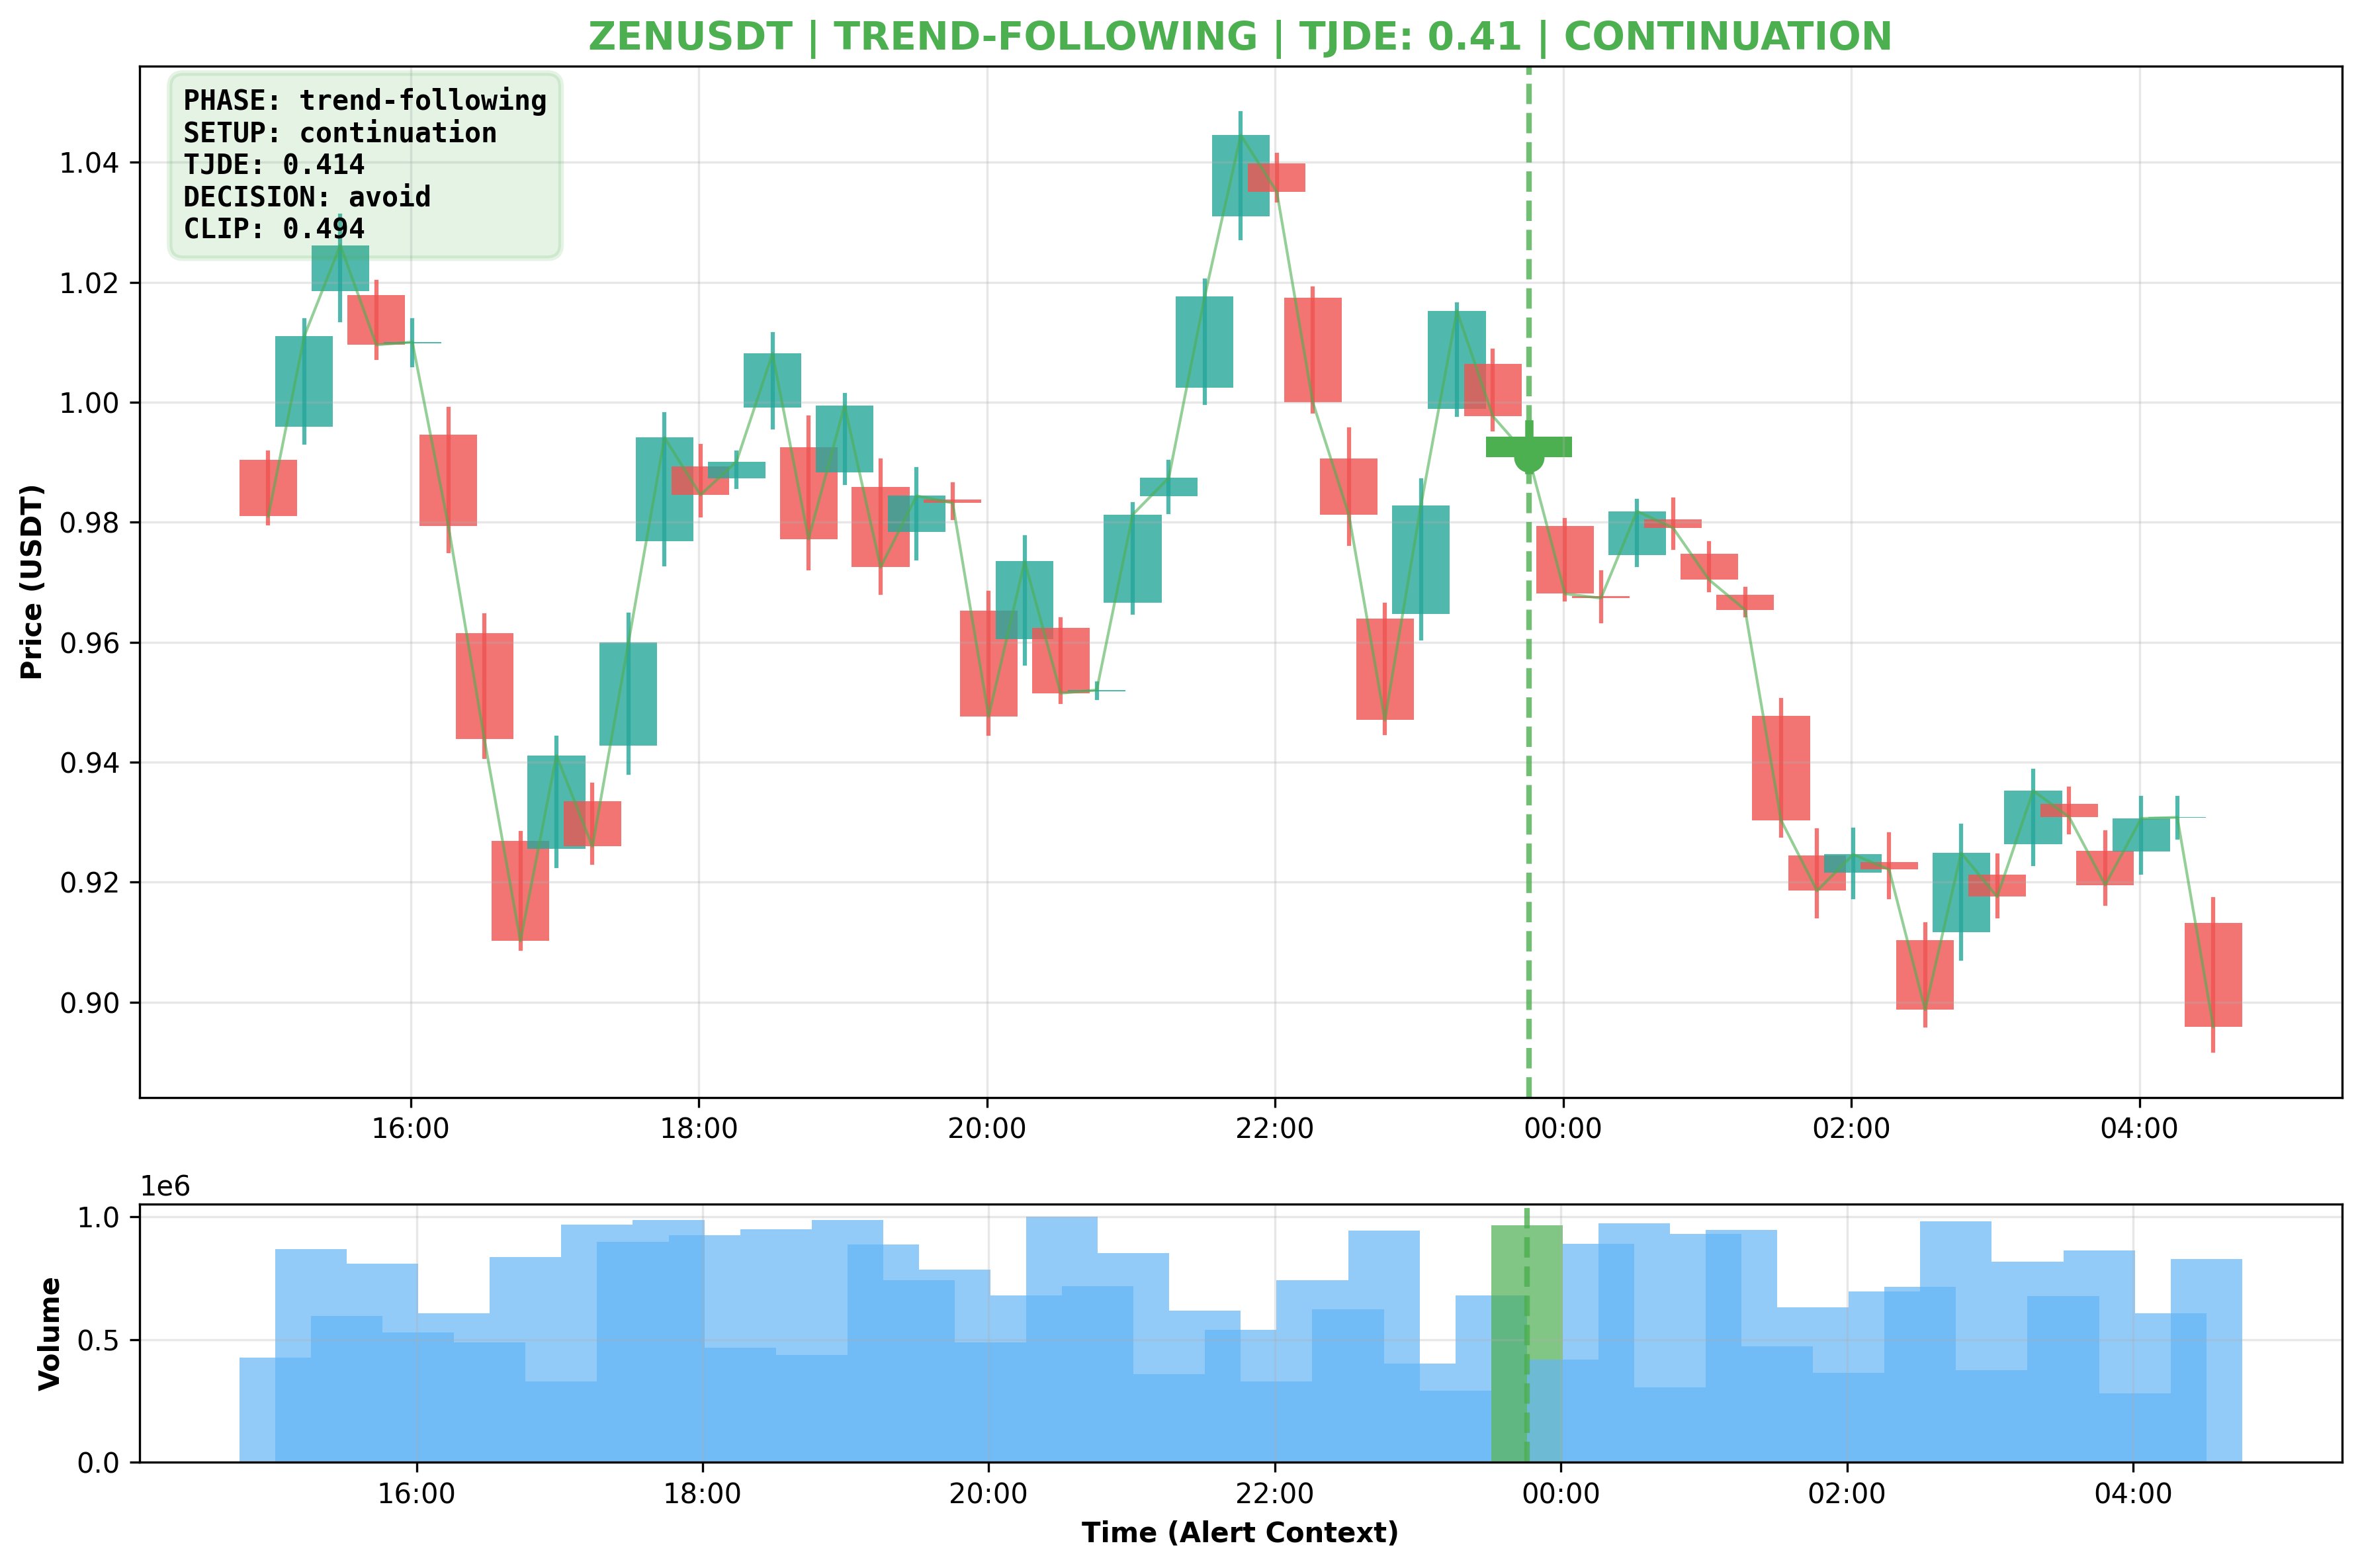 ZENUSDT | TREND-FOLLOWING | TJDE: 0.41 | CONTINUATION
PHASE: trend-following
SETUP: continuation
TJDE: 0.414
DECISION: avoid
CLIP: 0.494
Price (USDT)
1.04
1.02
1.00
0.98
0.96
0.94
0.92
0.90
16:00 18:00 20:00 22:00 00:00 02:00 04:00
1e6
Volume
1.0
0.5
0.0
16:00 18:00 20:00 22:00 00:00 02:00 04:00
Time (Alert Context)